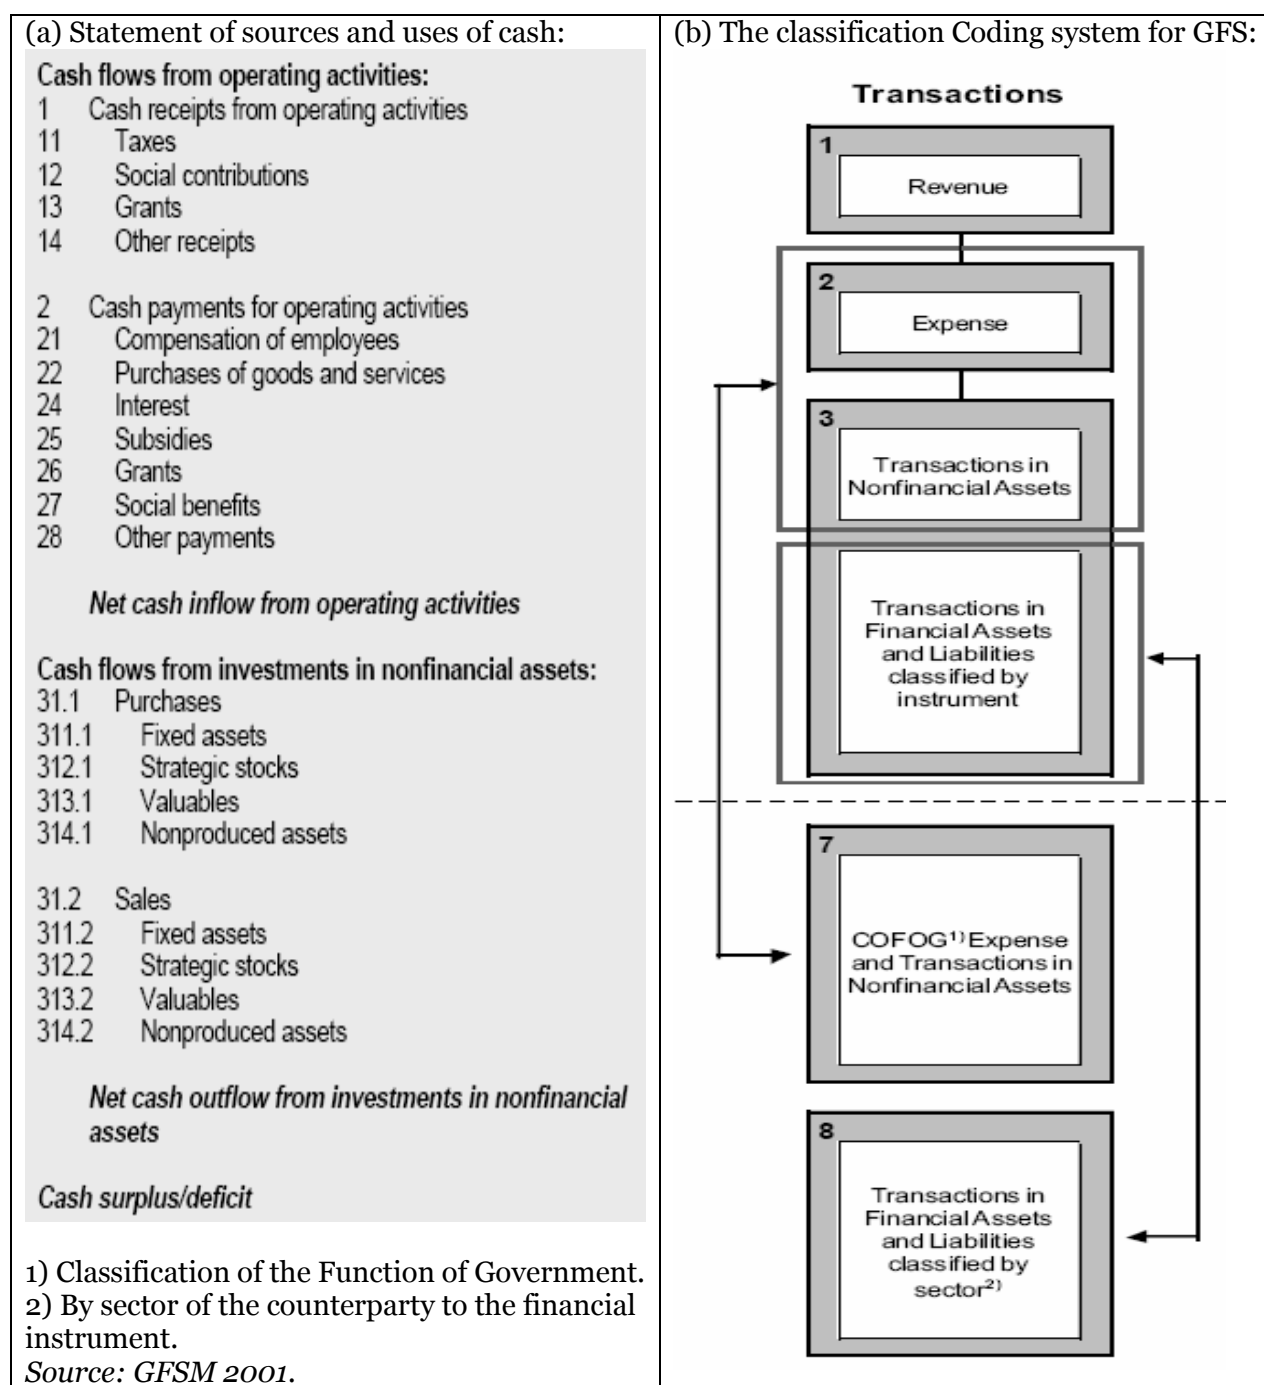 (a) Statement of sources and uses of cash:
Cash flows from operating activities:
1 Cash receipts from operating activities
11 Taxes
12 Social contributions
13 Grants
14 Other receipts
2 Cash payments for operating activities
21 Compensation of employees
22 Purchases of goods and services
24 Interest
25 Subsidies
26 Grants
27 Social benefits
28 Other payments
Net cash inflow from operating activities
Cash flows from investments in nonfinancial assets:
31.1 Purchases
311.1 Fixed assets
312.1 Strategic stocks
313.1 Valuables
314.1 Nonproduced assets
31.2 Sales
311.2 Fixed assets
312.2 Strategic stocks
313.2 Valuables
314.2 Nonproduced assets
Net cash outflow from investments in nonfinancial
assets
Cash surplus/deficit
1) Classification of the Function of Government.
2) By sector of the counterparty to the financial
instrument.
Source: GFSM 2001.
(b) The classification Coding system for GFS:
Transactions
1
Revenue
2
Expense
3
Transactions in
Nonfinancial Assets
Transactions in
Financial Assets
and Liabilities
classified by
instrument
7
COFOG1) Expense
and Transactions in
Nonfinancial Assets
8
Transactions in
Financial Assets
and Liabilities
classified by
sector2)